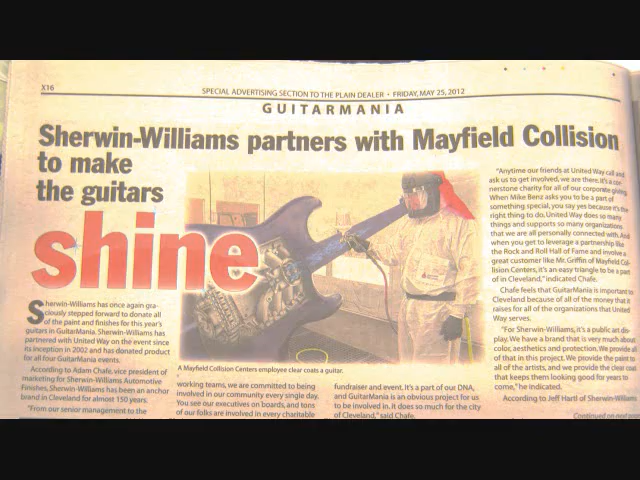 X16
SPECIAL ADVERTISING SECTION TO THE PLAIN DEALER • FRIDAY, MAY 25, 2012
GUITARMANIA
Sherwin-Williams partners with Mayfield Collision
to make
the guitars
shine
Sherwin-Williams has once again gra-
ciously stepped forward to donate all
of the paint and finishes for this year's
guitars in GuitarMania. Sherwin-Williams has
partnered with United Way on the event since
its inception in 2002 and has donated product
for all four GuitarMania events.
According to Adam Chafe, vice president of
marketing for Sherwin-Williams Automotive
Finishes, Sherwin-Williams has been an anchor
brand in Cleveland for almost 150 years.
"From our senior management to the
A Mayfield Collision Centers employee clear coats a guitar.
working teams, we are committed to being
involved in our community every single day.
You see our executives on boards, and tons
of our folks are involved in every charitable
fundraiser and event. It's a part of our DNA,
and GuitarMania is an obvious project for us
to be involved in. It does so much for the city
of Cleveland," said Chafe.
"Anytime our friends at United Way call and
ask us to get involved, we are there. It's a cor-
nerstone charity for all of our corporate giving.
When Mike Benz asks you to be a part of
something special, you say yes because it's the
right thing to do. United Way does so many
things and supports so many organizations
that we are all personally connected with. And
when you get to leverage a partnership like
the Rock and Roll Hall of Fame and involve a
great customer like Mr. Griffin of Mayfield Col-
lision Centers, it's an easy triangle to be a part
of in Cleveland," indicated Chafe.
Chafe feels that GuitarMania is important to
Cleveland because of all of the money that it
raises for all of the organizations that United
Way serves.
"For Sherwin-Williams, it's a public art dis-
play. We have a brand that is very much about
color, aesthetics and protection. We provide all
of that in this project. We provide the paint to
all of the artists, and we provide the clear coat
that keeps them looking good for years to
come," he indicated.
According to Jeff Hartl of Sherwin-Williams
Continued on next